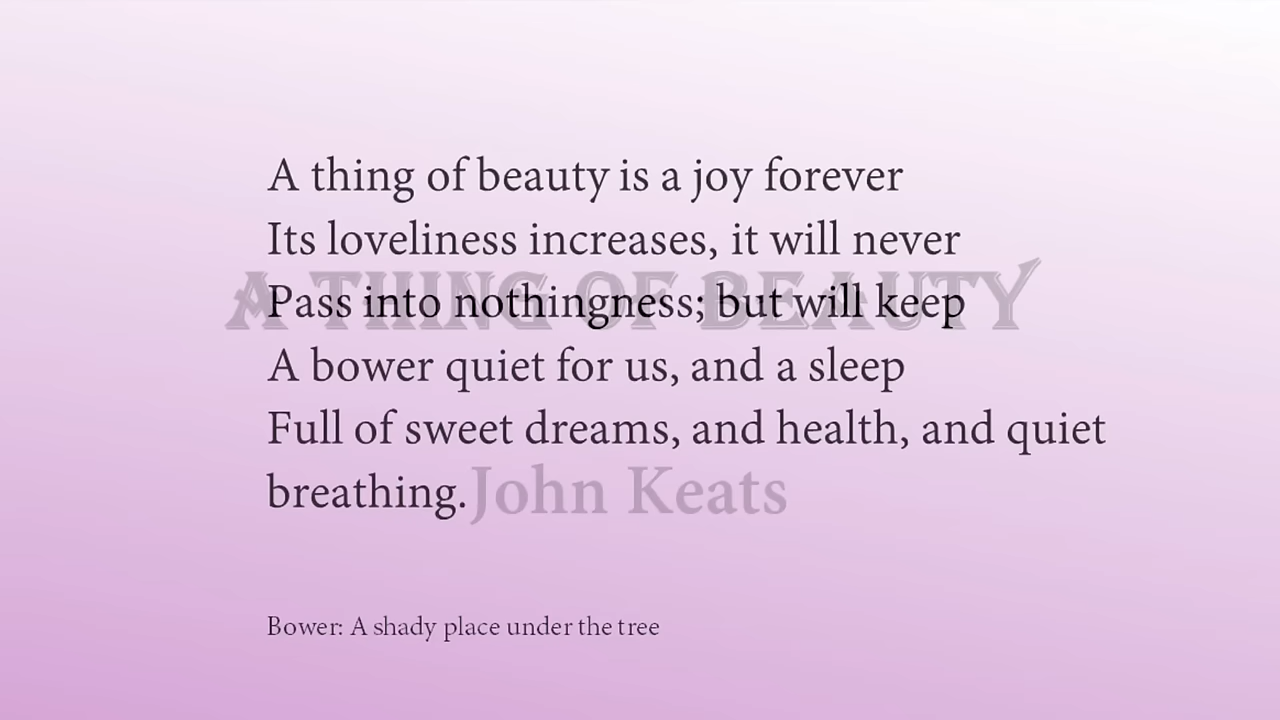 A thing of beauty is a joy forever
Its loveliness increases, it will never
A THING OF BEAUTY
Pass into nothingness; but will keep
A bower quiet for us, and a sleep
Full of sweet dreams, and health, and quiet
breathing.
John Keats
Bower: A shady place under the tree